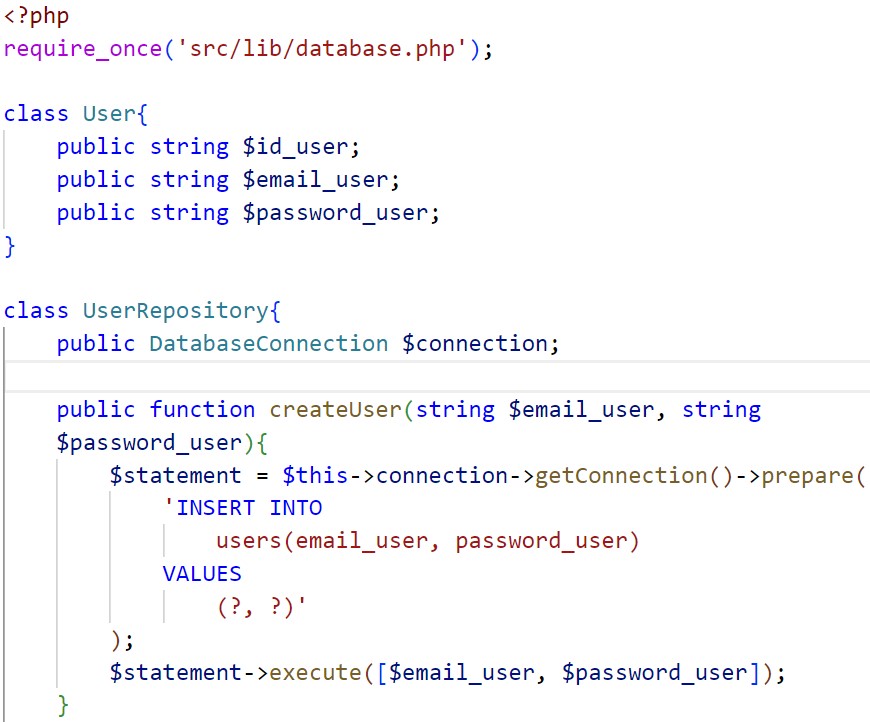 <?php
require_once('src/lib/database.php');

class User{
    public string $id_user;
    public string $email_user;
    public string $password_user;
}

class UserRepository{
    public DatabaseConnection $connection;

    public function createUser(string $email_user, string
    $password_user){
        $statement = $this->connection->getConnection()->prepare(
            'INSERT INTO
                users(email_user, password_user)
            VALUES
                (?, ?)'
        );
        $statement->execute([$email_user, $password_user]);
    }